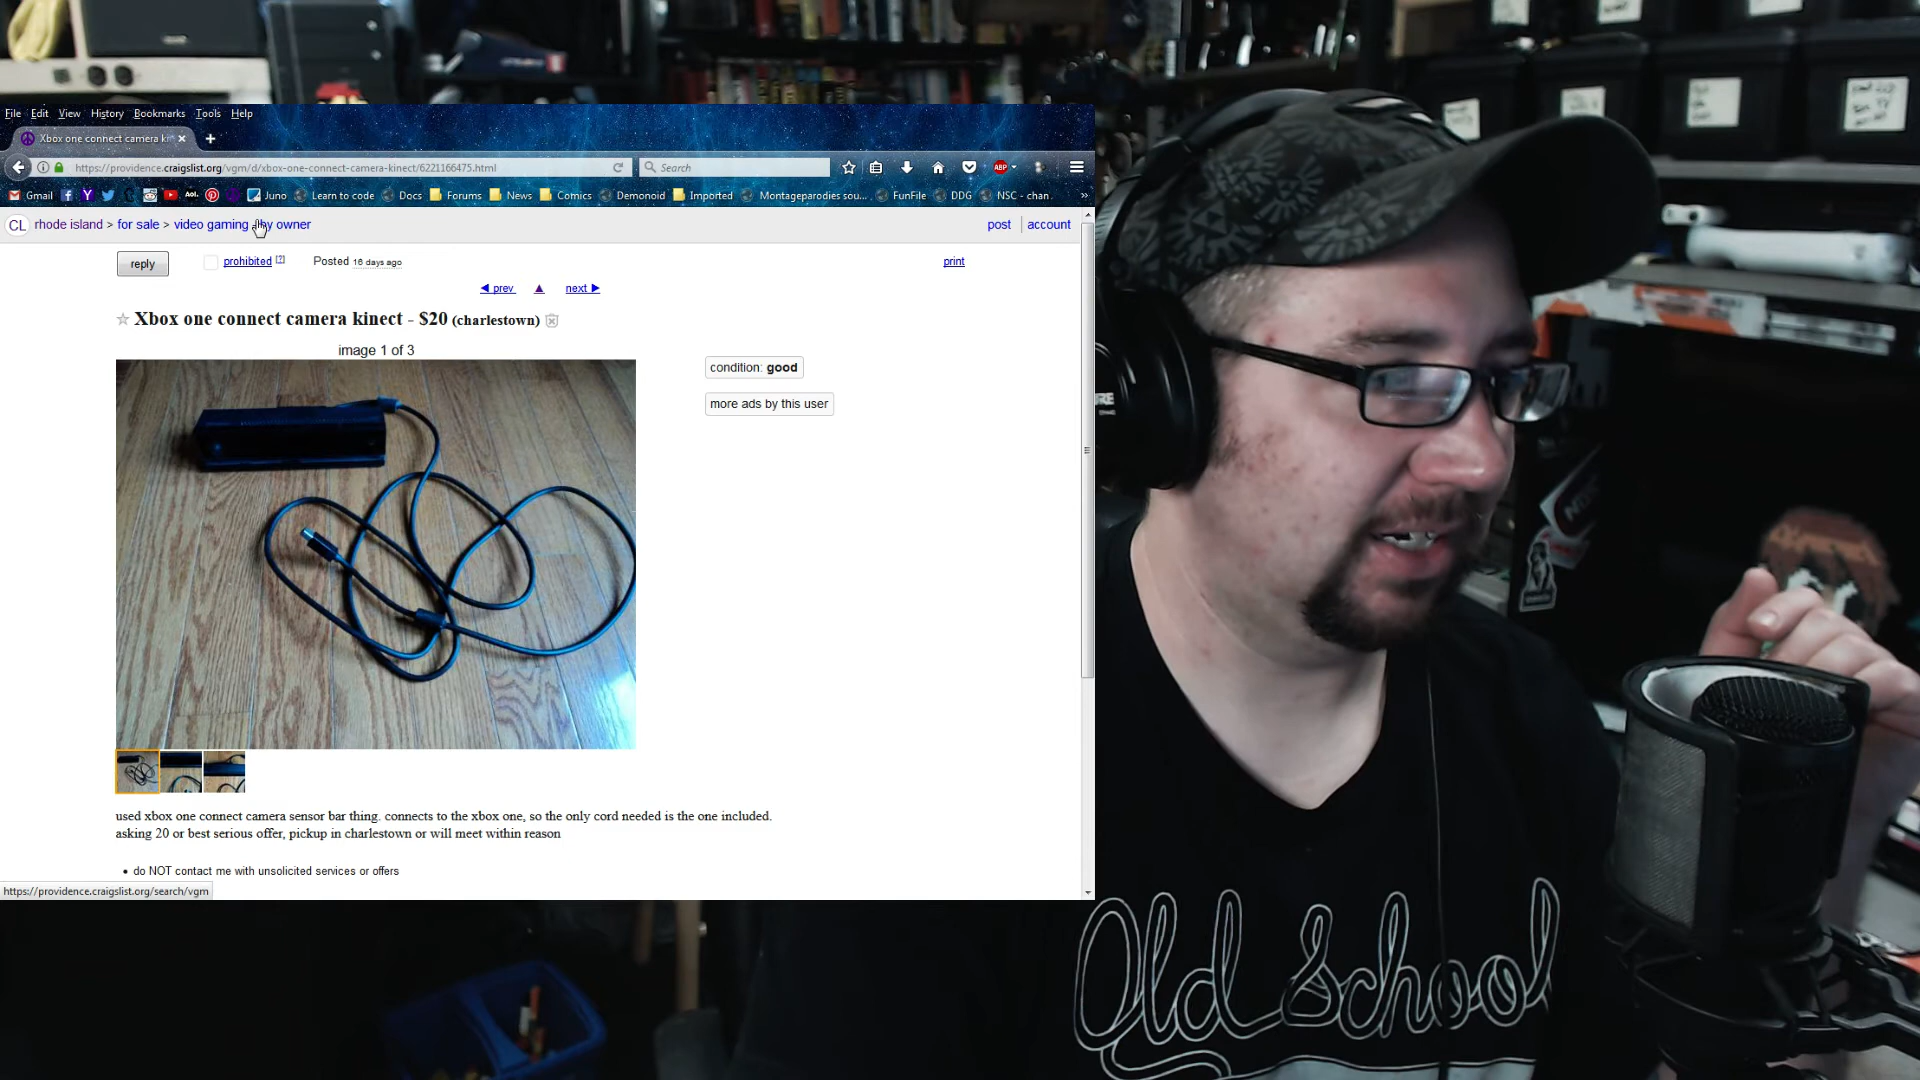 File Edit View History Bookmarks Tools Help
Xbox one connect camera ki
https://providence.craigslist.org/vgm/d/xbox-one-connect-camera-kinect/6221166475.html
Search
ABP
Gmail
Juno
Learn to code
Docs
Forums
News
Comics
Demonoid
Imported
Montageparodies sou...
FunFile
DDG
NSC - chan.
CL rhode island > for sale > video gaming - by owner
post account
reply
prohibited [?]
Posted 16 days ago
print
◀ prev ▲ next ▶
Xbox one connect camera kinect - $20 (charlestown)
image 1 of 3
condition: good
more ads by this user
used xbox one connect camera sensor bar thing. connects to the xbox one, so the only cord needed is the one included.
asking 20 or best serious offer, pickup in charlestown or will meet within reason
• do NOT contact me with unsolicited services or offers
https://providence.craigslist.org/search/vgm
Old School